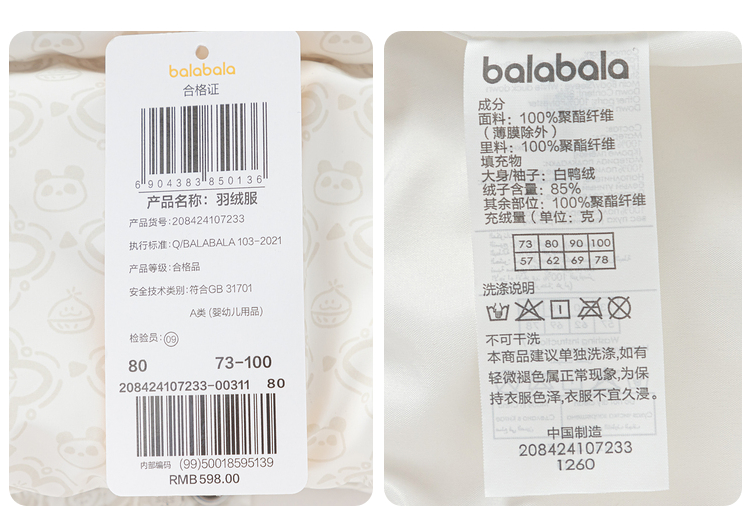 balabala
合格证
6 904383 850136
产品名称：羽绒服
产品货号:208424107233
执行标准:Q/BALABALA 103-2021
产品等级:合格品
安全技术类别:符合GB 31701
A类 (婴幼儿用品)
检验员:09
80 73-100
208424107233-00311 80
内部编码 (99)50018595139
RMB598.00
balabala
成分
面料：100%聚酯纤维
（薄膜除外）
里料：100%聚酯纤维
填充物
大身/袖子：白鸭绒
绒子含量：85%
其余部位：100%聚酯纤维
充绒量（单位：克）
73 80 90 100
57 62 69 78
洗涤说明
不可干洗
本商品建议单独洗涤,如有
轻微褪色属正常现象,为保
持衣服色泽,衣服不宜久浸。
中国制造
208424107233
1260